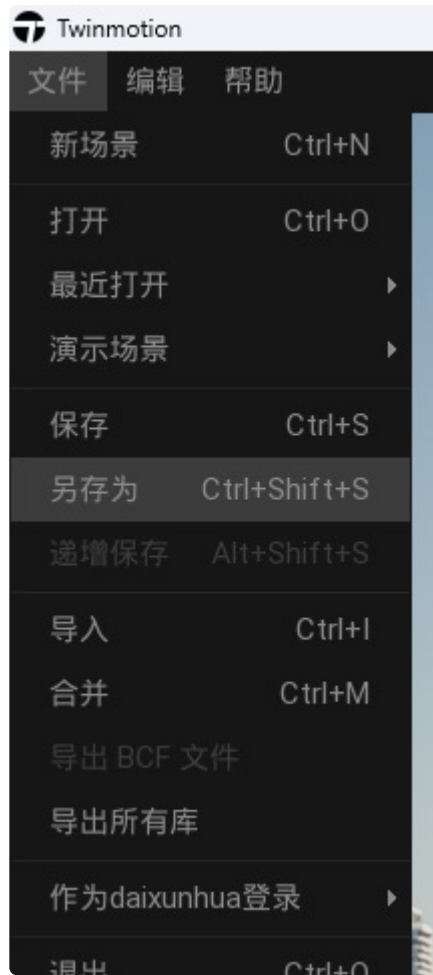 Twinmotion
文件 编辑 帮助
新场景 Ctrl+N
打开 Ctrl+O
最近打开
演示场景
保存 Ctrl+S
另存为 Ctrl+Shift+S
递增保存 Alt+Shift+S
导入 Ctrl+I
合并 Ctrl+M
导出 BCF 文件
导出所有库
作为daixunhua登录
退出 Ctrl+Q